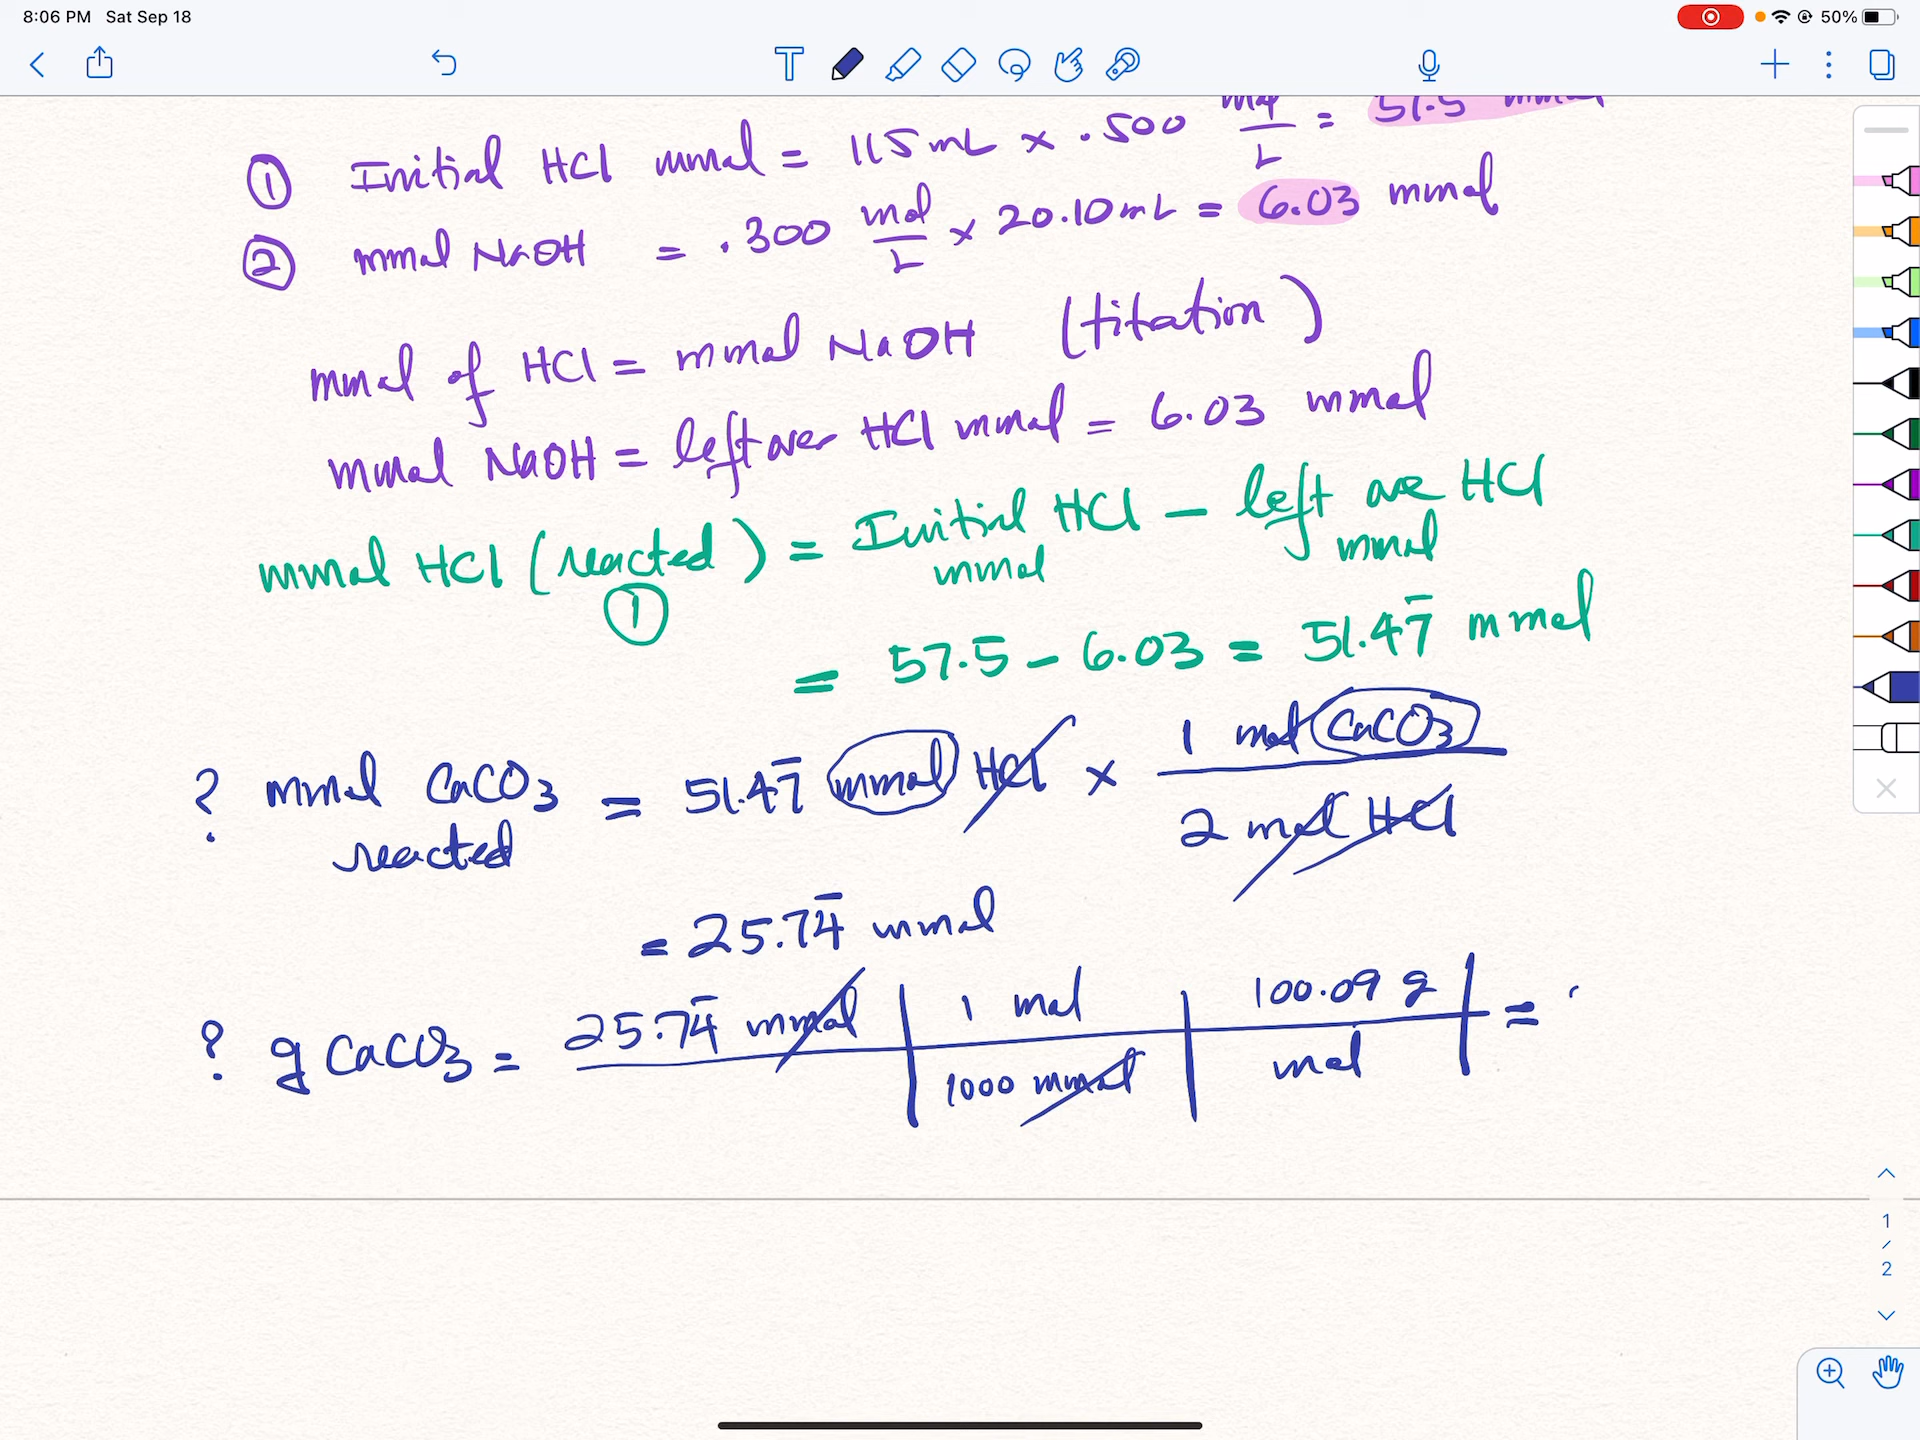 8:06 PM Sat Sep 18
50%
① Initial HCl mmol = 115 mL × .500 mol/L = 57.5 mmol
② mmol NaOH = .300 mol/L × 20.10 mL = 6.03 mmol
mmol of HCl = mmol NaOH (titration)
mmol NaOH = left over HCl mmol = 6.03 mmol
mmol HCl (reacted) = Initial HCl mmol − left ove HCl mmol
①
= 57.5̅ − 6.03 = 51.47̅ mmol
? mmol CaCO3 reacted = 51.47̅ mmol HCl × 1 mol CaCO3 / 2 mol HCl
= 25.74̅ mmol
? g CaCO3 = 25.74̅ mmol | 1 mol / 1000 mmol | 100.09 g / mol | =
1
/
2